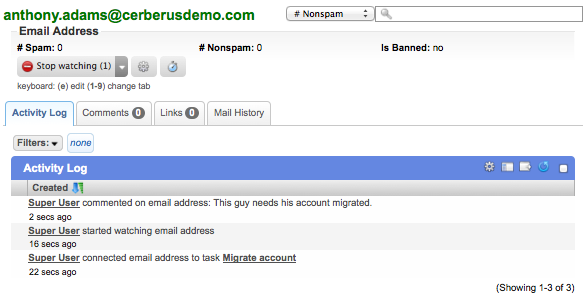 anthony.adams@cerberusdemo.com
# Nonspam
Email Address
# Spam: 0 # Nonspam: 0 Is Banned: no
Stop watching (1)
keyboard: (e) edit (1-9) change tab
Activity Log Comments 0 Links 0 Mail History
Filters: none
Activity Log
Created
Super User commented on email address: This guy needs his account migrated.
2 secs ago
Super User started watching email address
16 secs ago
Super User connected email address to task Migrate account
22 secs ago
(Showing 1-3 of 3)